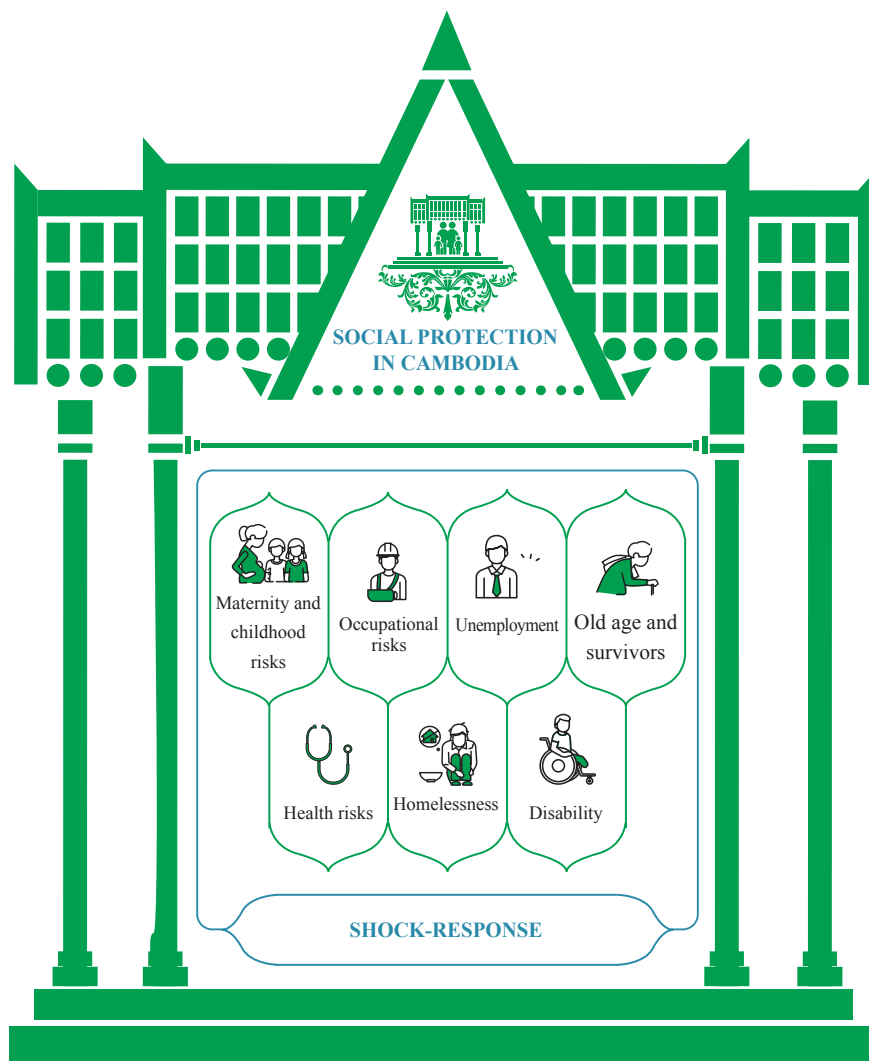 SOCIAL PROTECTION
IN CAMBODIA
Maternity and
childhood
risks
Occupational
risks
Unemployment
Old age and
survivors
Health risks
Homelessness
Disability
SHOCK-RESPONSE